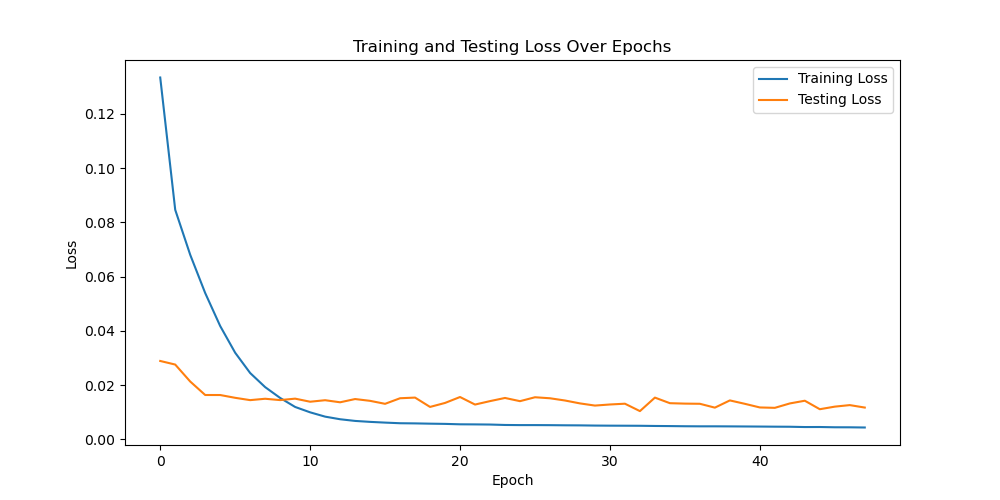 Training and Testing Loss Over Epochs
Training Loss
Testing Loss
0.12
0.10
0.08
0.06
0.04
0.02
0.00
Loss
0
10
20
30
40
Epoch